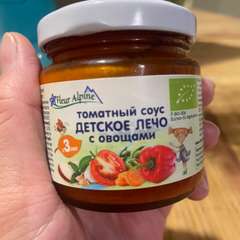 Fleur Alpine
ТОМАТНЫЙ СОУС
ДЕТСКОЕ ЛЕЧО
С ОВОЩАМИ
3